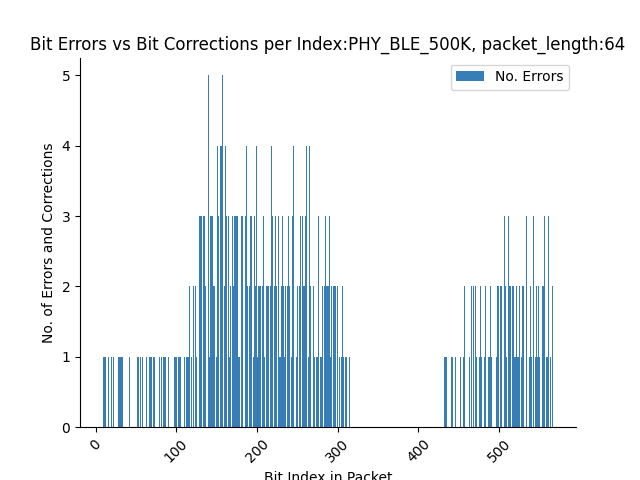 Bit Errors vs Bit Corrections per Index:PHY_BLE_500K, packet_length:64
No. Errors
No. of Errors and Corrections
5
4
3
2
1
0
0 100 200 300 400 500
Bit Index in Packet